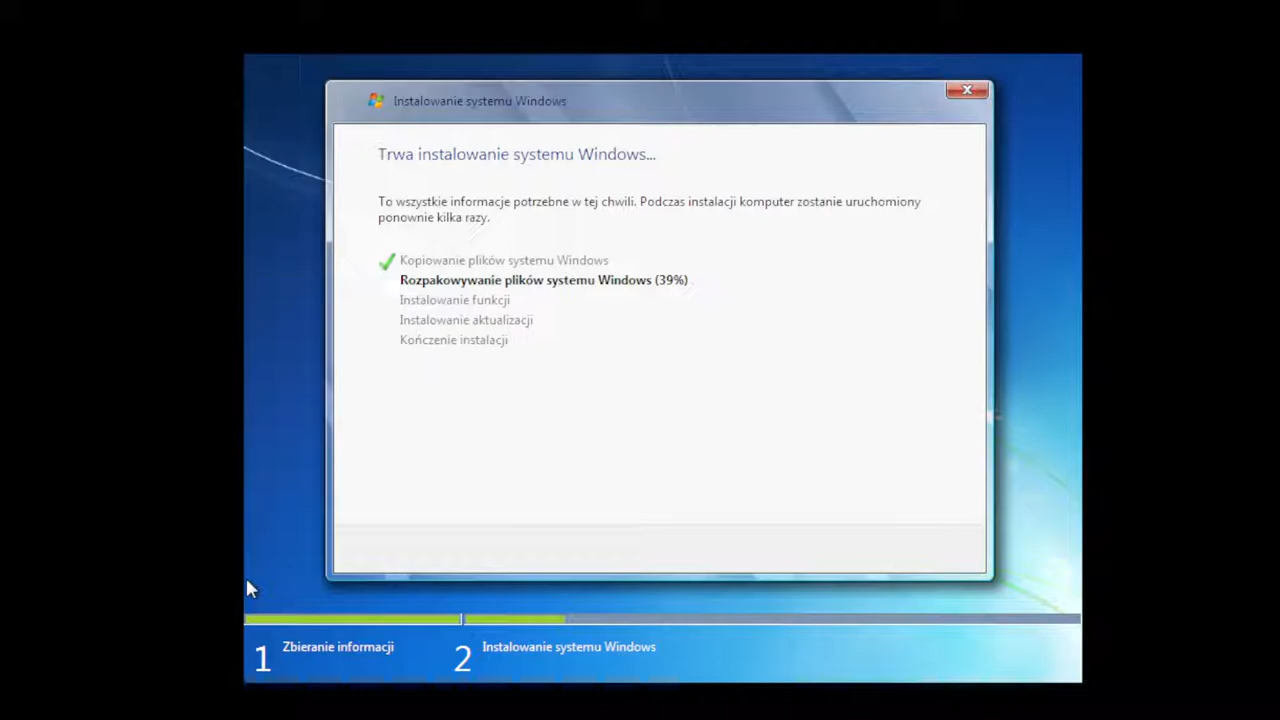 Instalowanie systemu Windows
Trwa instalowanie systemu Windows...
To wszystkie informacje potrzebne w tej chwili. Podczas instalacji komputer zostanie uruchomiony
ponownie kilka razy.
Kopiowanie plików systemu Windows
Rozpakowywanie plików systemu Windows (39%)
Instalowanie funkcji
Instalowanie aktualizacji
Kończenie instalacji
1 Zbieranie informacji
2 Instalowanie systemu Windows